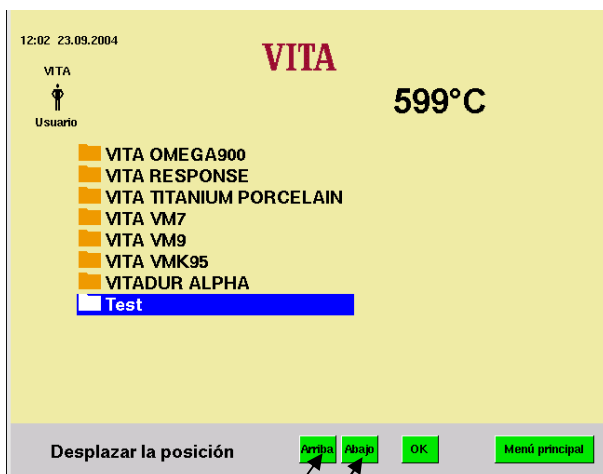 12:02 23.09.2004
VITA
VITA
599°C
Usuario
VITA OMEGA900
VITA RESPONSE
VITA TITANIUM PORCELAIN
VITA VM7
VITA VM9
VITA VMK95
VITADUR ALPHA
Test
Desplazar la posición Arriba Abajo OK Menú principal